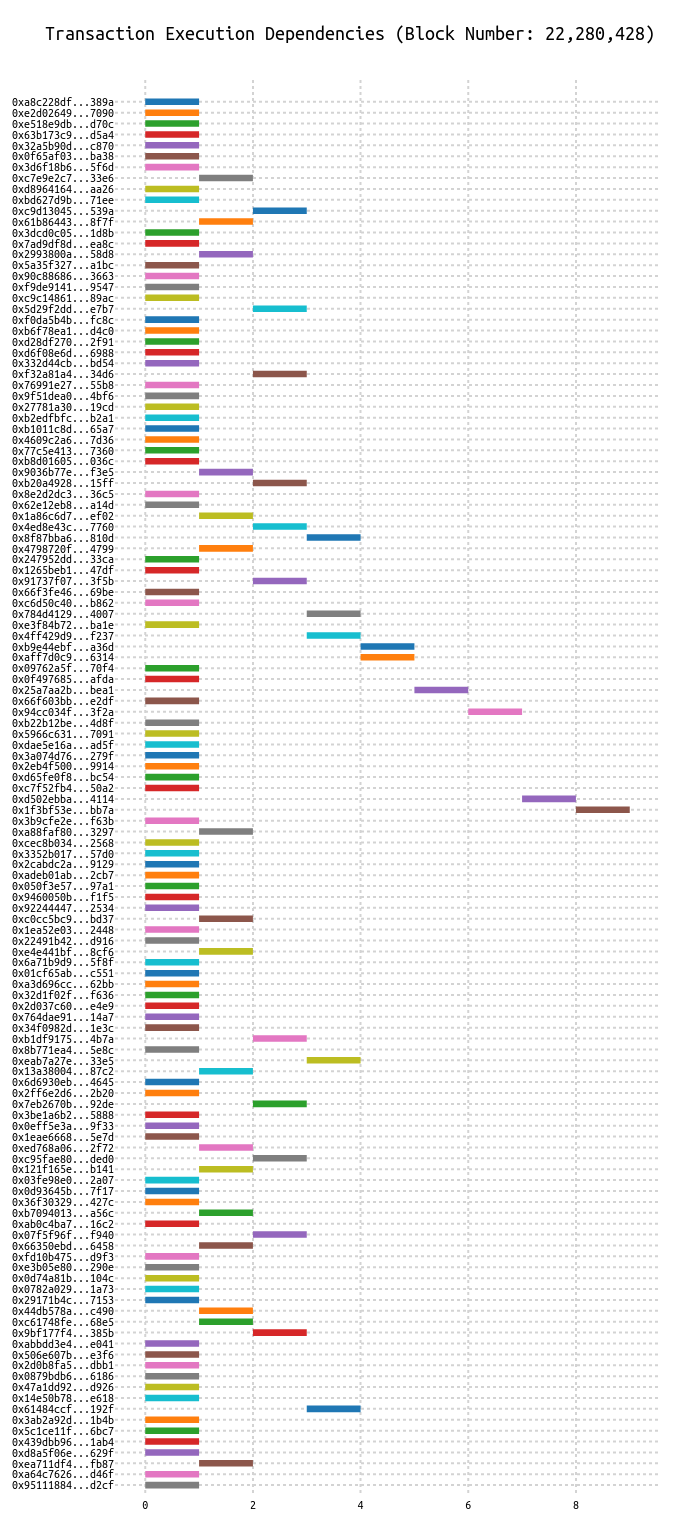 Transaction Execution Dependencies (Block Number: 22,280,428)
0xa8c228df...389a
0xe2d02649...7090
0xe518e9db...d70c
0x63b173c9...d5a4
0x32a5b90d...c870
0x0f65af03...ba38
0x3d6f18b6...5f6d
0xc7e9e2c7...33e6
0xd8964164...aa26
0xbd627d9b...71ee
0xc9d13045...539a
0x61b86443...8f7f
0x3dcd0c05...1d8b
0x7ad9df8d...ea8c
0x2993800a...58d8
0x5a35f327...a1bc
0x90c88686...3663
0xf9de9141...9547
0xc9c14861...89ac
0x5d29f2dd...e7b7
0xf0da5b4b...fc8c
0xb6f78ea1...d4c0
0xd28df270...2f91
0xd6f08e6d...6988
0x332d44cb...bd54
0xf32a81a4...34d6
0x76991e27...55b8
0x9f51dea0...4bf6
0x27781a30...19cd
0xb2edfbfc...b2a1
0xb1011c8d...65a7
0x4609c2a6...7d36
0x77c5e413...7360
0xb8d01605...036c
0x9036b77e...f3e5
0xb20a4928...15ff
0x8e2d2dc3...36c5
0x62e12eb8...a14d
0x1a86c6d7...ef02
0x4ed8e43c...7760
0x8f87bba6...810d
0x4798720f...4799
0x247952dd...33ca
0x1265beb1...47df
0x91737f07...3f5b
0x66f3fe46...69be
0xc6d50c40...b862
0x784d4129...4007
0xe3f84b72...ba1e
0x4ff429d9...f237
0xb9e44ebf...a36d
0xaff7d0c9...6314
0x09762a5f...70f4
0x0f497685...afda
0x25a7aa2b...bea1
0x66f603bb...e2df
0x94cc034f...3f2a
0xb22b12be...4d8f
0x5966c631...7091
0xdae5e16a...ad5f
0x3a074d76...279f
0x2eb4f500...9914
0xd65fe0f8...bc54
0xc7f52fb4...50a2
0xd502ebba...4114
0x1f3bf53e...bb7a
0x3b9cfe2e...f63b
0xa88faf80...3297
0xcec8b034...2568
0x3352b017...57d0
0x2cabdc2a...9129
0xadeb01ab...2cb7
0x050f3e57...97a1
0x9460050b...f1f5
0x92244447...2534
0xc0cc5bc9...bd37
0x1ea52e03...2448
0x22491b42...d916
0xe4e441bf...8cf6
0x6a71b9d9...5f8f
0x01cf65ab...c551
0xa3d696cc...62bb
0x32d1f02f...f636
0x2d037c60...e4e9
0x764dae91...14a7
0x34f0982d...1e3c
0xb1df9175...4b7a
0x8b771ea4...5e8c
0xeab7a27e...33e5
0x13a38004...87c2
0x6d6930eb...4645
0x2ff6e2d6...2b20
0x7eb2670b...92de
0x3be1a6b2...5888
0x0eff5e3a...9f33
0x1eae6668...5e7d
0xed768a06...2f72
0xc95fae80...ded0
0x121f165e...b141
0x03fe98e0...2a07
0x0d93645b...7f17
0x36f30329...427c
0xb7094013...a56c
0xab0c4ba7...16c2
0x07f5f96f...f940
0x66350ebd...6458
0xfd10b475...d9f3
0xe3b05e80...290e
0x0d74a81b...104c
0x0782a029...1a73
0x29171b4c...7153
0x44db578a...c490
0xc61748fe...68e5
0x9bf177f4...385b
0xabbdd3e4...e041
0x506e607b...e3f6
0x2d0b8fa5...dbb1
0x0879bdb6...6186
0x47a1dd92...d926
0x14e50b78...e618
0x61484ccf...192f
0x3ab2a92d...1b4b
0x5c1ce11f...6bc7
0x439dbb96...1ab4
0xd8a5f06e...629f
0xea711df4...fb87
0xa64c7626...d46f
0x95111884...d2cf
0 2 4 6 8